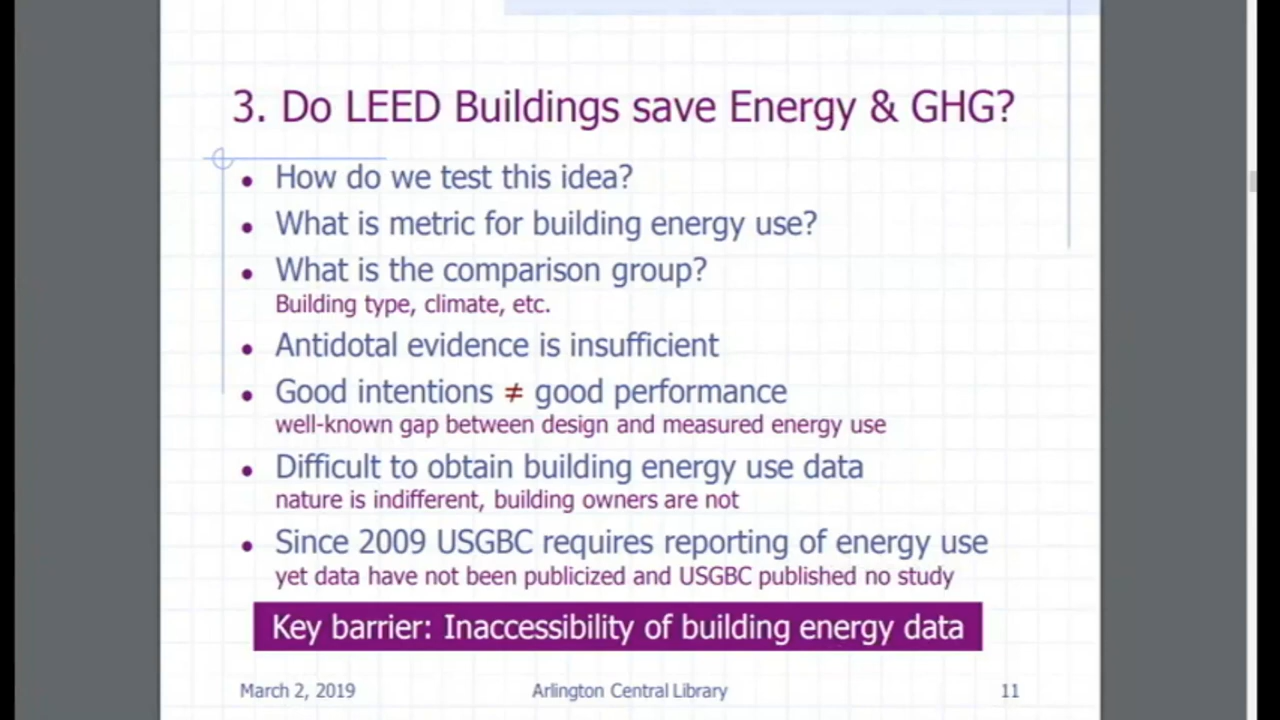 3. Do LEED Buildings save Energy & GHG?
• How do we test this idea?
• What is metric for building energy use?
• What is the comparison group?
Building type, climate, etc.
• Antidotal evidence is insufficient
• Good intentions ≠ good performance
well-known gap between design and measured energy use
• Difficult to obtain building energy use data
nature is indifferent, building owners are not
• Since 2009 USGBC requires reporting of energy use
yet data have not been publicized and USGBC published no study
Key barrier: Inaccessibility of building energy data
March 2, 2019 Arlington Central Library 11